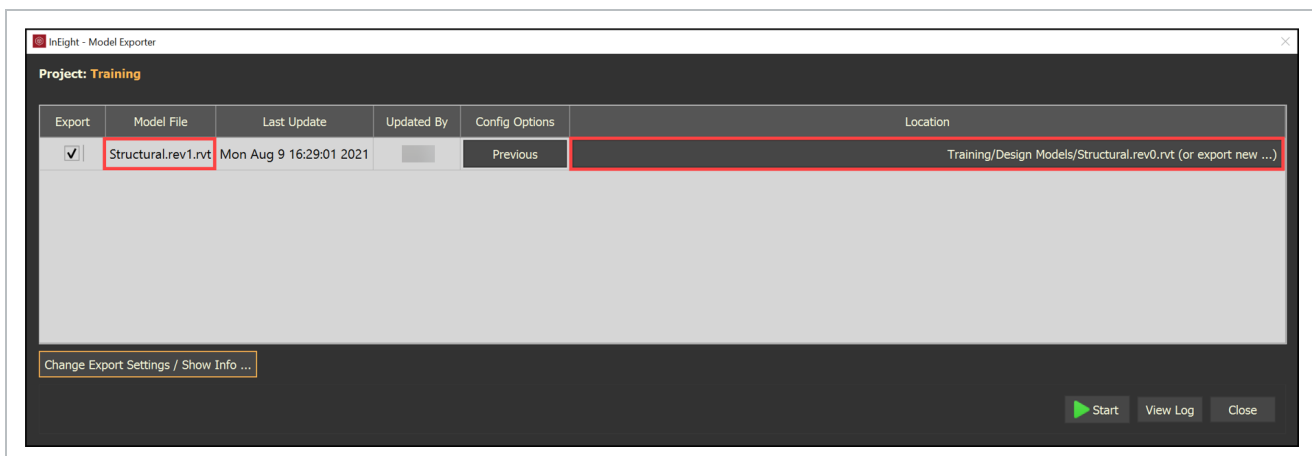 InEight - Model Exporter
Project: Training
Export Model File Last Update Updated By Config Options Location
Structural.rev1.rvt Mon Aug 9 16:29:01 2021 Previous Training/Design Models/Structural.rev0.rvt (or export new ...)
Change Export Settings / Show Info ...
Start View Log Close